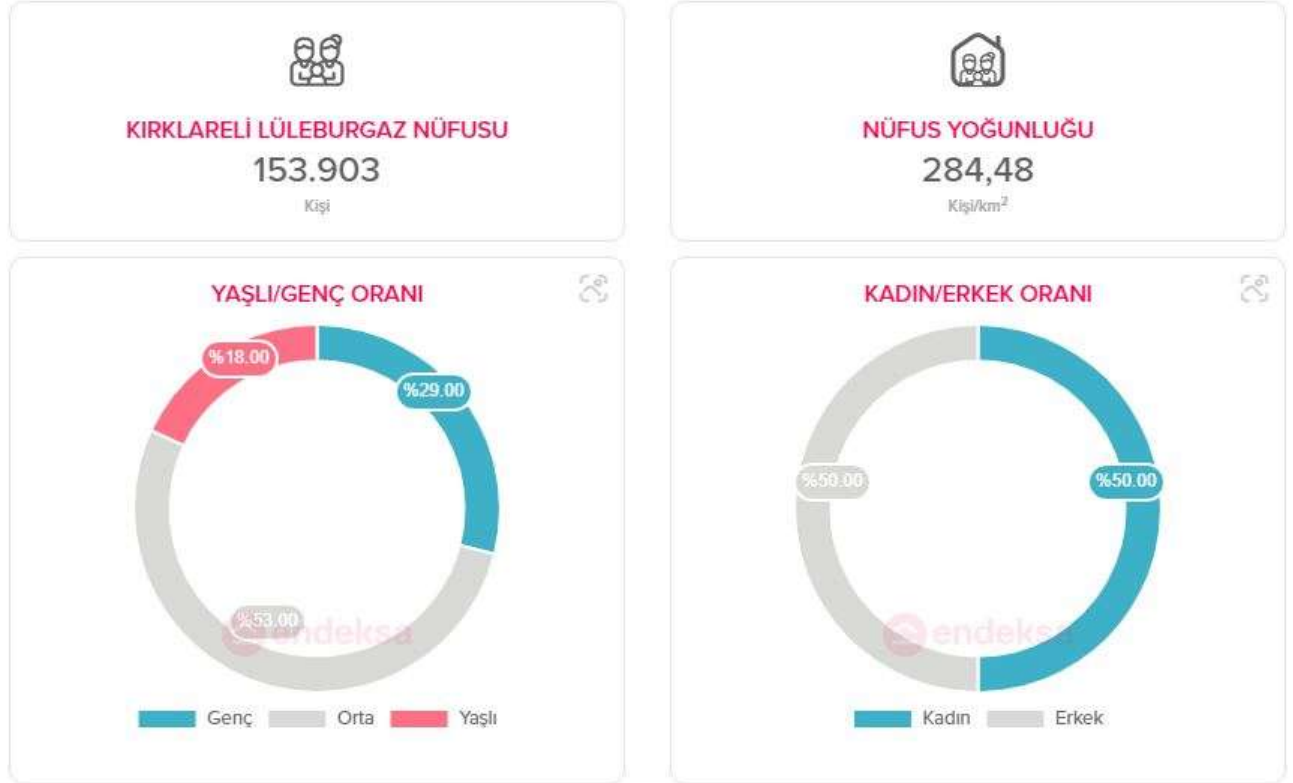 KIRKLARELİ LÜLEBURGAZ NÜFUSU
153.903
Kişi
NÜFUS YOĞUNLUĞU
284,48
Kişi/km²
YAŞLI/GENÇ ORANI
%18.00
%29.00
%53.00
endeksa
Genç Orta Yaşlı
KADIN/ERKEK ORANI
%50.00
%50.00
endeksa
Kadın Erkek